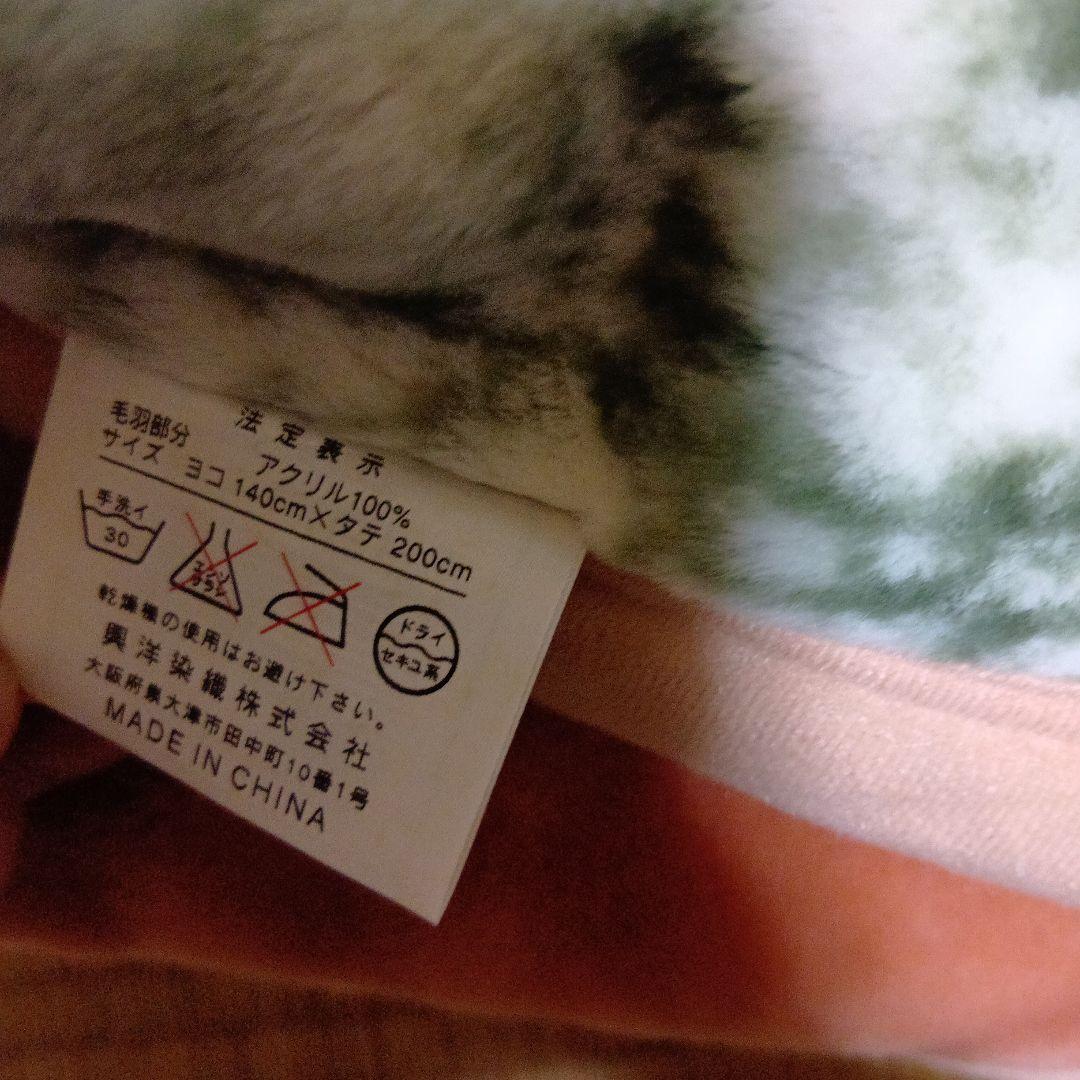 法定表示
毛羽部分 アクリル100%
サイズ ヨコ 140cm×タテ 200cm
手洗イ
30
エンソ
サラシ
ドライ
セキユ系
乾燥機の使用はお避け下さい。
興洋染織株式会社
大阪府泉大津市田中町10番1号
MADE IN CHINA